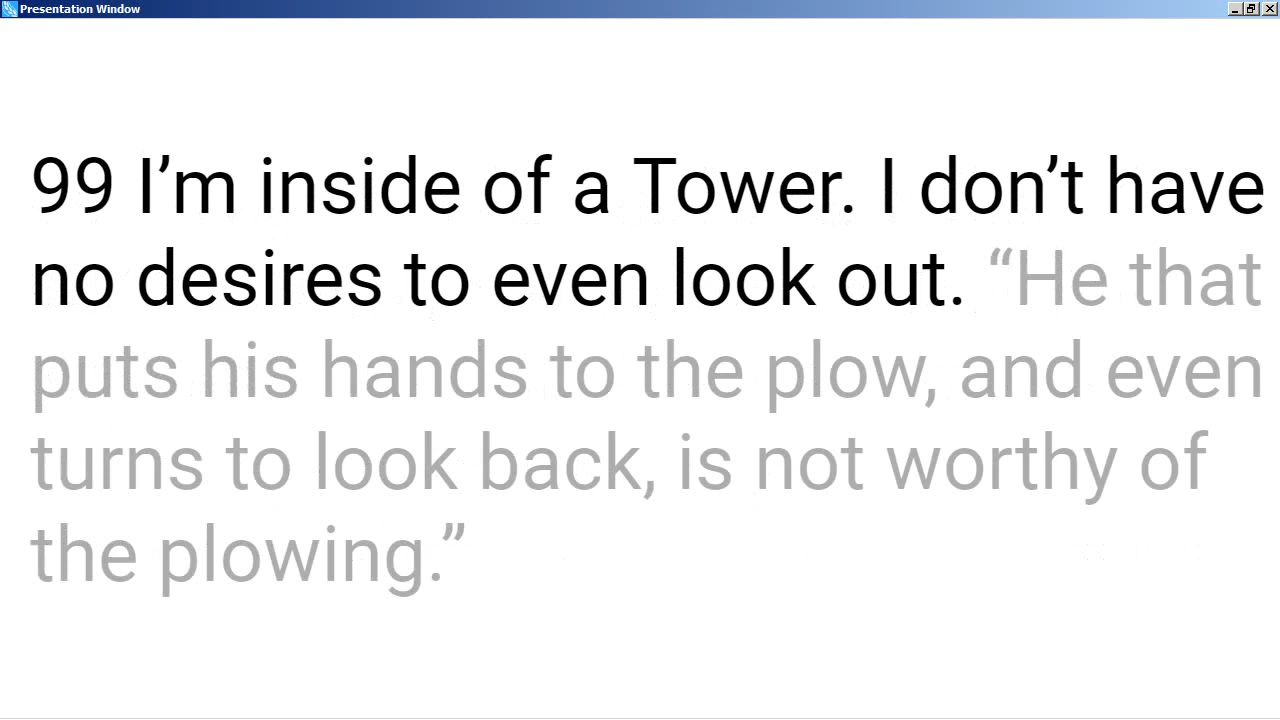 Presentation Window
99 I’m inside of a Tower. I don’t have
no desires to even look out. “He that
puts his hands to the plow, and even
turns to look back, is not worthy of
the plowing.”